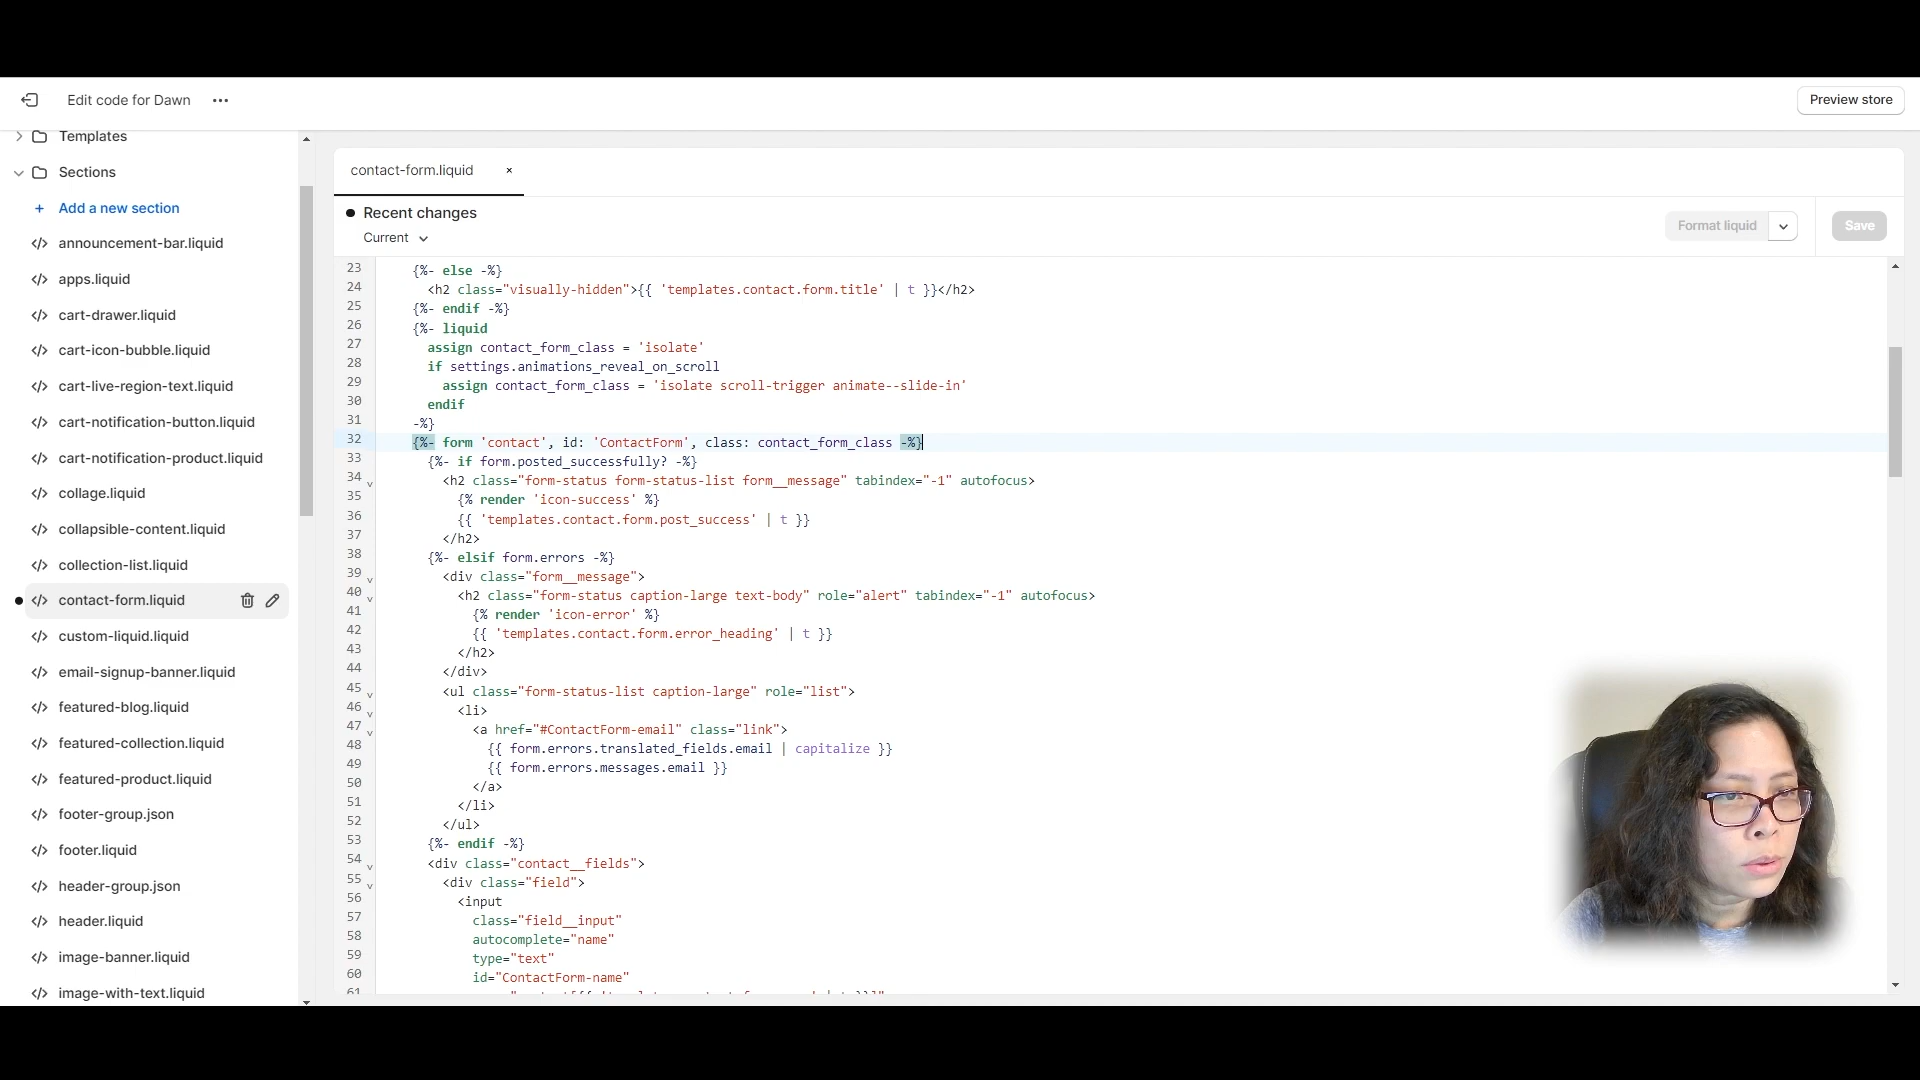 Edit code for Dawn
Preview store
Templates
Sections
Add a new section
announcement-bar.liquid
apps.liquid
cart-drawer.liquid
cart-icon-bubble.liquid
cart-live-region-text.liquid
cart-notification-button.liquid
cart-notification-product.liquid
collage.liquid
collapsible-content.liquid
collection-list.liquid
contact-form.liquid
custom-liquid.liquid
email-signup-banner.liquid
featured-blog.liquid
featured-collection.liquid
featured-product.liquid
footer-group.json
footer.liquid
header-group.json
header.liquid
image-banner.liquid
image-with-text.liquid
contact-form.liquid ×
Recent changes
Current
Format liquid
Save
23 {%- else -%}
24 <h2 class="visually-hidden">{{ 'templates.contact.form.title' | t }}</h2>
25 {%- endif -%}
26 {%- liquid
27 assign contact_form_class = 'isolate'
28 if settings.animations_reveal_on_scroll
29 assign contact_form_class = 'isolate scroll-trigger animate--slide-in'
30 endif
31 -%}
32 {%- form 'contact', id: 'ContactForm', class: contact_form_class -%}
33 {%- if form.posted_successfully? -%}
34 <h2 class="form-status form-status-list form__message" tabindex="-1" autofocus>
35 {% render 'icon-success' %}
36 {{ 'templates.contact.form.post_success' | t }}
37 </h2>
38 {%- elsif form.errors -%}
39 <div class="form__message">
40 <h2 class="form-status caption-large text-body" role="alert" tabindex="-1" autofocus>
41 {% render 'icon-error' %}
42 {{ 'templates.contact.form.error_heading' | t }}
43 </h2>
44 </div>
45 <ul class="form-status-list caption-large" role="list">
46 <li>
47 <a href="#ContactForm-email" class="link">
48 {{ form.errors.translated_fields.email | capitalize }}
49 {{ form.errors.messages.email }}
50 </a>
51 </li>
52 </ul>
53 {%- endif -%}
54 <div class="contact__fields">
55 <div class="field">
56 <input
57 class="field__input"
58 autocomplete="name"
59 type="text"
60 id="ContactForm-name"
61